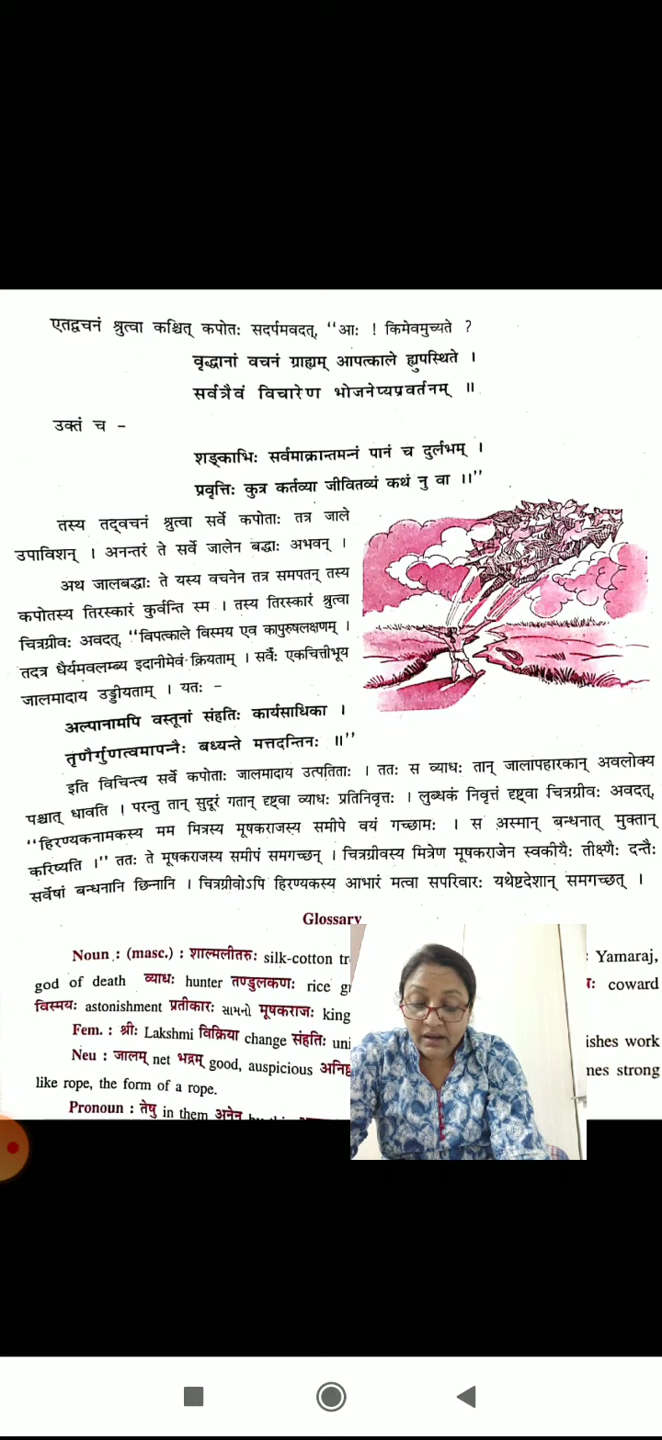 एतद्वचनं श्रुत्वा कश्चित् कपोतः सदर्पमवदत्, “आः ! किमेवमुच्यते ?
वृद्धानां वचनं ग्राह्यम् आपत्काले ह्युपस्थिते ।
सर्वत्रैवं विचारेण भोजनेप्यप्रवर्तनम् ॥
उक्तं च –
शङ्काभिः सर्वमाक्रान्तमन्नं पानं च दुर्लभम् ।
प्रवृत्तिः कुत्र कर्तव्या जीवितव्यं कथं नु वा ।।”
तस्य तद्वचनं श्रुत्वा सर्वे कपोताः तत्र जाले
उपाविशन् । अनन्तरं ते सर्वे जालेन बद्धाः अभवन् ।
अथ जालबद्धाः ते यस्य वचनेन तत्र समपतन् तस्य
कपोतस्य तिरस्कारं कुर्वन्ति स्म । तस्य तिरस्कारं श्रुत्वा
चित्रग्रीवः अवदत्, “विपत्काले विस्मय एव कापुरुषलक्षणम् ।
तदत्र धैर्यमवलम्ब्य इदानीमेवं क्रियताम् । सर्वैः एकचित्तीभूय
जालमादाय उड्डीयताम् । यतः –
अल्पानामपि वस्तूनां संहतिः कार्यसाधिका ।
तृणैर्गुणत्वमापन्नैः बध्यन्ते मत्तदन्तिनः ॥”
इति विचिन्त्य सर्वे कपोताः जालमादाय उत्पतिताः । ततः स व्याधः तान् जालापहारकान् अवलोक्य
पश्चात् धावति । परन्तु तान् सुदूरं गतान् दृष्ट्वा व्याधः प्रतिनिवृत्तः । लुब्धकं निवृत्तं दृष्ट्वा चित्रग्रीवः अवदत्,
“हिरण्यकनामकस्य मम मित्रस्य मूषकराजस्य समीपे वयं गच्छामः । स अस्मान् बन्धनात् मुक्तान्
करिष्यति ।” ततः ते मूषकराजस्य समीपं समगच्छन् । चित्रग्रीवस्य मित्रेण मूषकराजेन स्वकीयैः तीक्ष्णैः दन्तैः
सर्वेषां बन्धनानि छिन्नानि । चित्रग्रीवोऽपि हिरण्यकस्य आभारं मत्वा सपरिवारः यथेष्टदेशान् समगच्छत् ।
Glossary
Noun : (masc.) : शाल्मलीतरुः silk-cotton Yamaraj,
god of death व्याधः hunter तण्डुलकणः rice coward
विस्मयः astonishment प्रतीकारः સામનો मूषकराजः king
Fem. : श्रीः Lakshmi विक्रिया change संहतिः work
Neu : जालम् net भद्रम् good, auspicious strong
like rope, the form of a rope.
Pronoun : तेषु in them अनेन